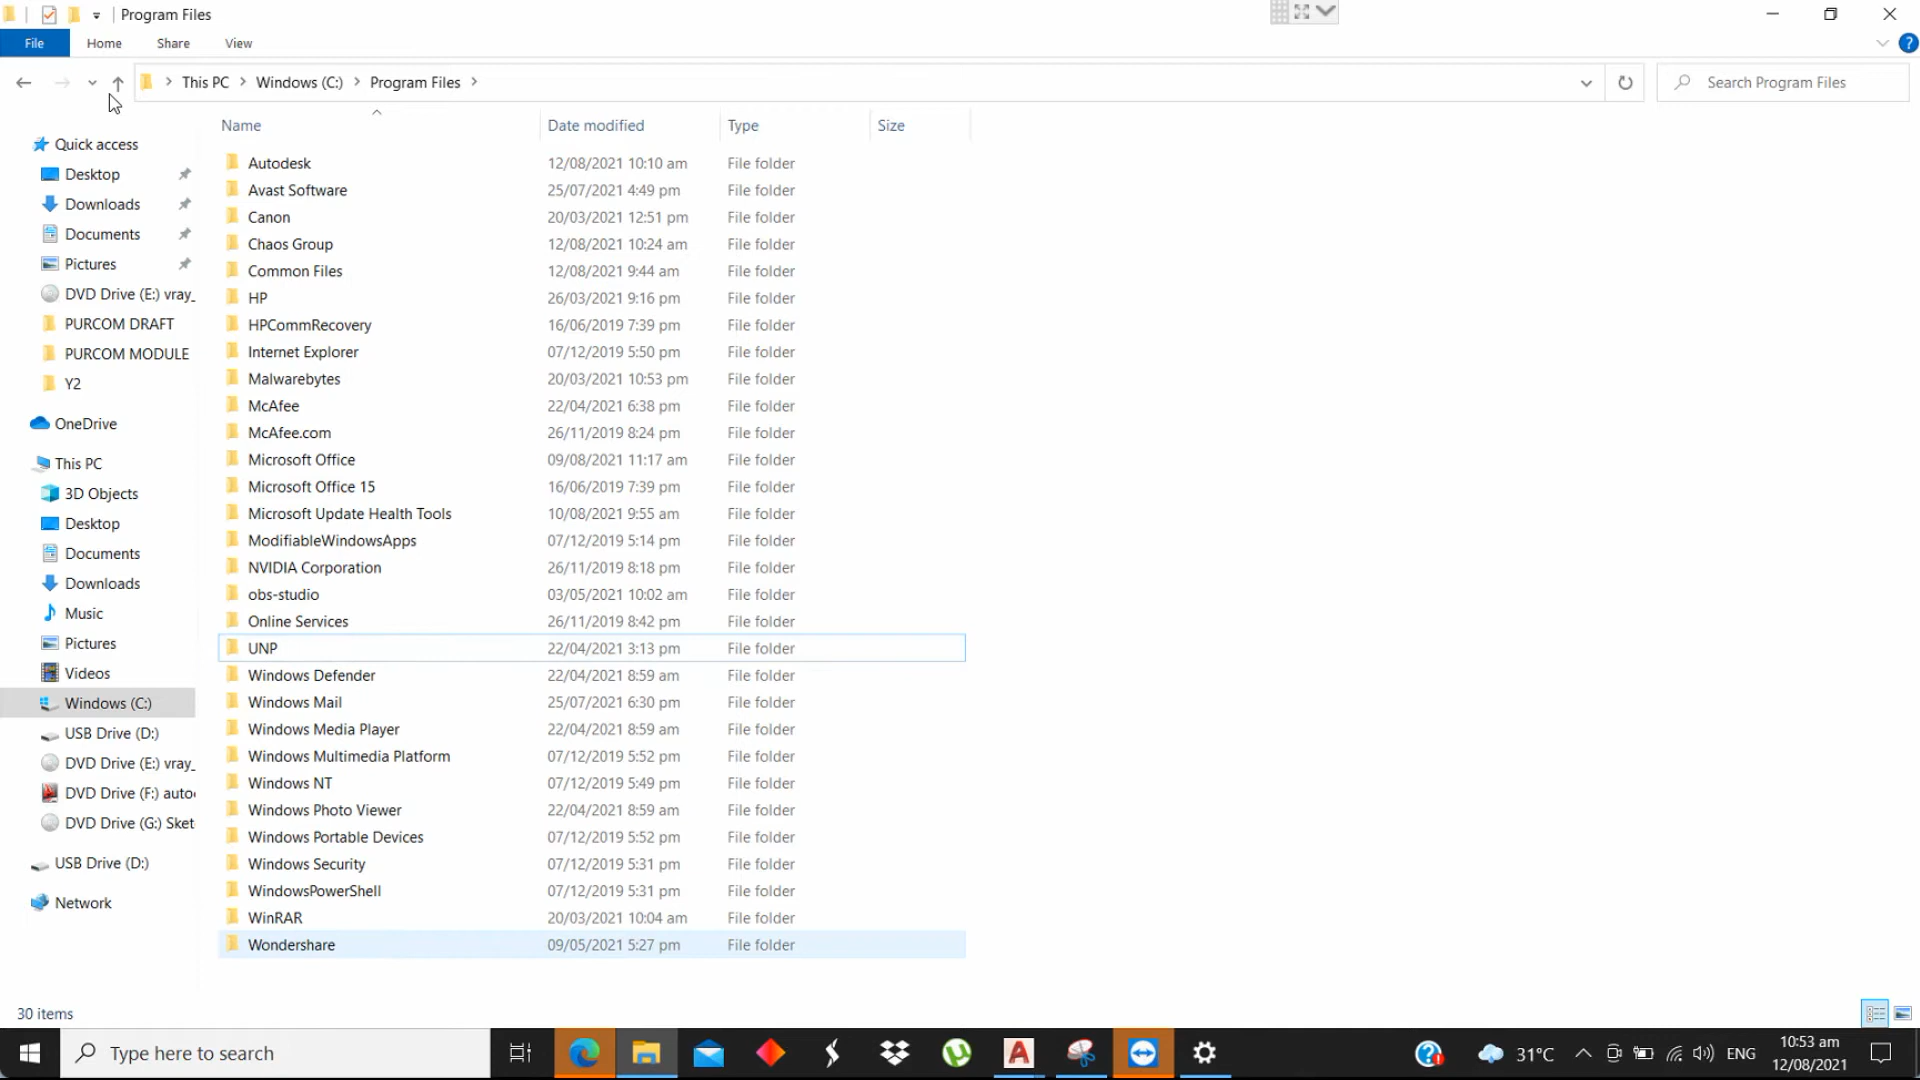 Program Files
File Home Share View
This PC Windows (C:) Program Files
Search Program Files
Name Date modified Type Size
Quick access
Desktop
Downloads
Documents
Pictures
DVD Drive (E:) vray_
PURCOM DRAFT
PURCOM MODULE
Y2
OneDrive
This PC
3D Objects
Desktop
Documents
Downloads
Music
Pictures
Videos
Windows (C:)
USB Drive (D:)
DVD Drive (E:) vray_
DVD Drive (F:) auto
DVD Drive (G:) Sket
USB Drive (D:)
Network
Autodesk 12/08/2021 10:10 am File folder
Avast Software 25/07/2021 4:49 pm File folder
Canon 20/03/2021 12:51 pm File folder
Chaos Group 12/08/2021 10:24 am File folder
Common Files 12/08/2021 9:44 am File folder
HP 26/03/2021 9:16 pm File folder
HPCommRecovery 16/06/2019 7:39 pm File folder
Internet Explorer 07/12/2019 5:50 pm File folder
Malwarebytes 20/03/2021 10:53 pm File folder
McAfee 22/04/2021 6:38 pm File folder
McAfee.com 26/11/2019 8:24 pm File folder
Microsoft Office 09/08/2021 11:17 am File folder
Microsoft Office 15 16/06/2019 7:39 pm File folder
Microsoft Update Health Tools 10/08/2021 9:55 am File folder
ModifiableWindowsApps 07/12/2019 5:14 pm File folder
NVIDIA Corporation 26/11/2019 8:18 pm File folder
obs-studio 03/05/2021 10:02 am File folder
Online Services 26/11/2019 8:42 pm File folder
UNP 22/04/2021 3:13 pm File folder
Windows Defender 22/04/2021 8:59 am File folder
Windows Mail 25/07/2021 6:30 pm File folder
Windows Media Player 22/04/2021 8:59 am File folder
Windows Multimedia Platform 07/12/2019 5:52 pm File folder
Windows NT 07/12/2019 5:49 pm File folder
Windows Photo Viewer 22/04/2021 8:59 am File folder
Windows Portable Devices 07/12/2019 5:52 pm File folder
Windows Security 07/12/2019 5:31 pm File folder
WindowsPowerShell 07/12/2019 5:31 pm File folder
WinRAR 20/03/2021 10:04 am File folder
Wondershare 09/05/2021 5:27 pm File folder
30 items
Type here to search
31°C ENG
10:53 am
12/08/2021